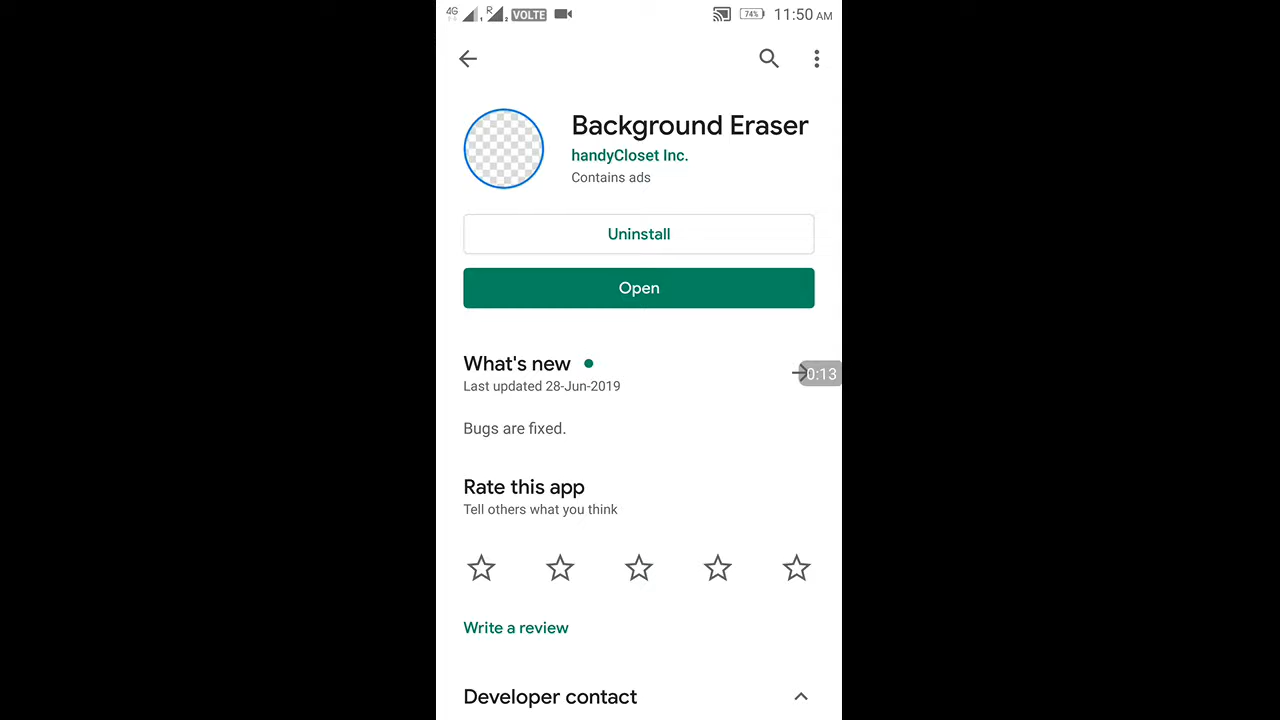 4G R VOLTE 74% 11:50 AM
Background Eraser
handyCloset Inc.
Contains ads
Uninstall
Open
What's new
Last updated 28-Jun-2019
0:13
Bugs are fixed.
Rate this app
Tell others what you think
Write a review
Developer contact